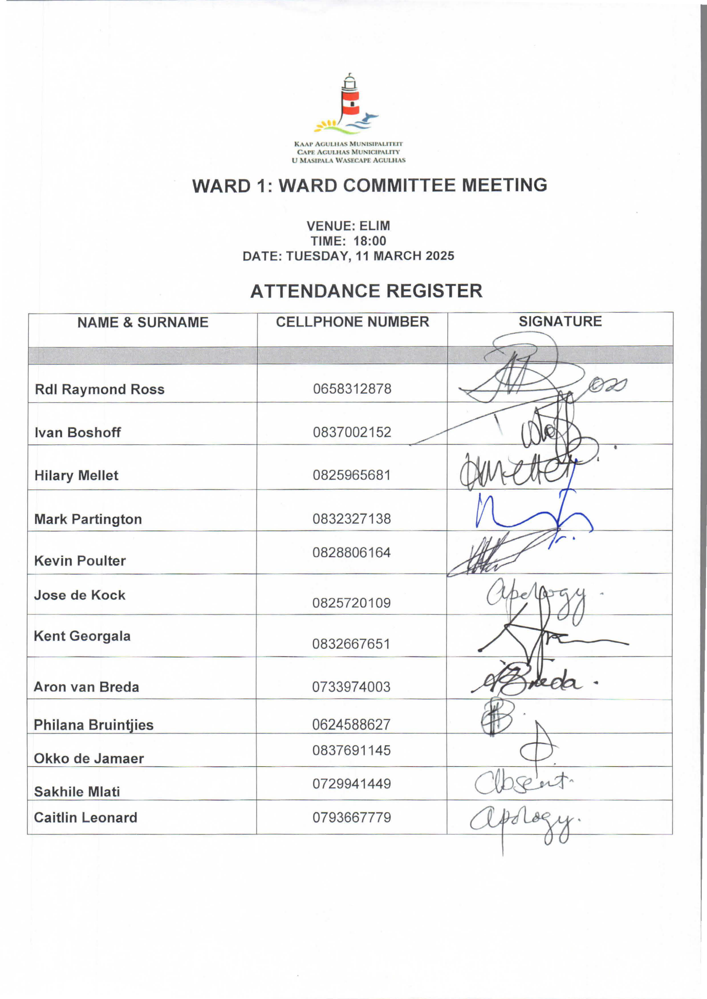 KAAP AGULHAS MUNISIPALITEIT
CAPE AGULHAS MUNICIPALITY
U MASIPALA WASECAPE AGULHAS
WARD 1: WARD COMMITTEE MEETING
VENUE: ELIM
TIME: 18:00
DATE: TUESDAY, 11 MARCH 2025
ATTENDANCE REGISTER
NAME & SURNAME CELLPHONE NUMBER SIGNATURE
Rdl Raymond Ross 0658312878 Ross
Ivan Boshoff 0837002152
Hilary Mellet 0825965681 HMellet
Mark Partington 0832327138
Kevin Poulter 0828806164
Jose de Kock 0825720109 Apology.
Kent Georgala 0832667651
Aron van Breda 0733974003 Breda.
Philana Bruintjies 0624588627
Okko de Jamaer 0837691145
Sakhile Mlati 0729941449 Absent.
Caitlin Leonard 0793667779 Apology.